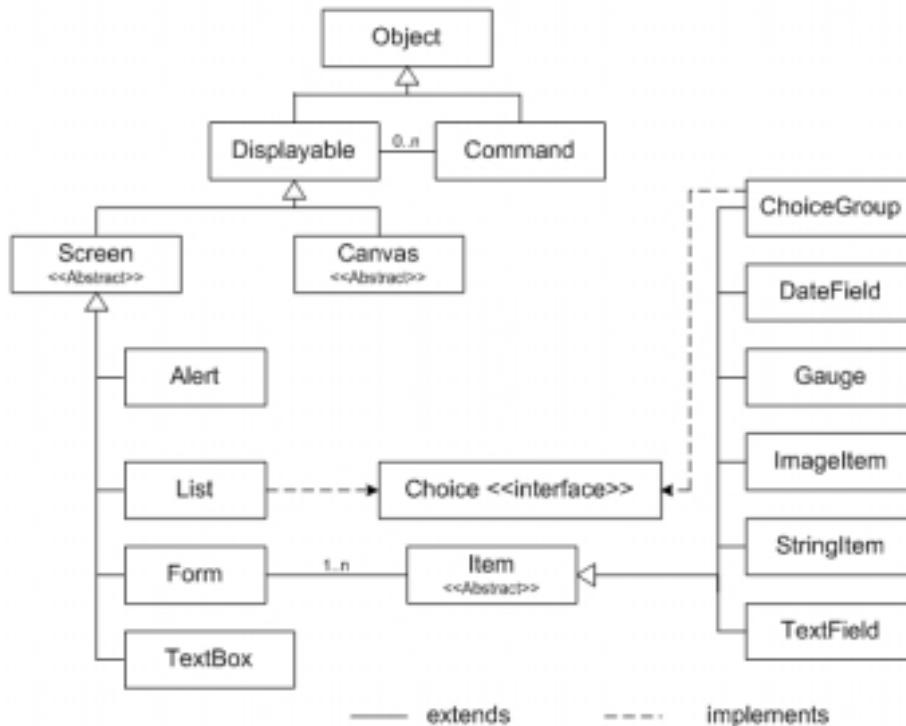 Object
Displayable
0..n
Command
ChoiceGroup
Screen
<<Abstract>>
Canvas
<<Abstract>>
DateField
Alert
Gauge
List
Choice <<interface>>
ImageItem
Form
1..n
Item
<<Abstract>>
StringItem
TextBox
TextField
extends
implements